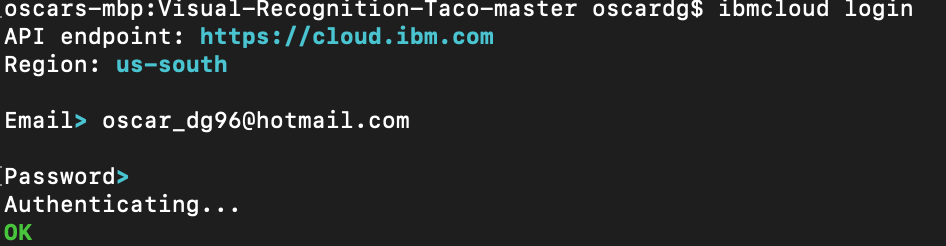 oscars-mbp:Visual-Recognition-Taco-master oscardg$ ibmcloud login
API endpoint: https://cloud.ibm.com
Region: us-south
Email> oscar_dg96@hotmail.com
Password>
Authenticating...
OK